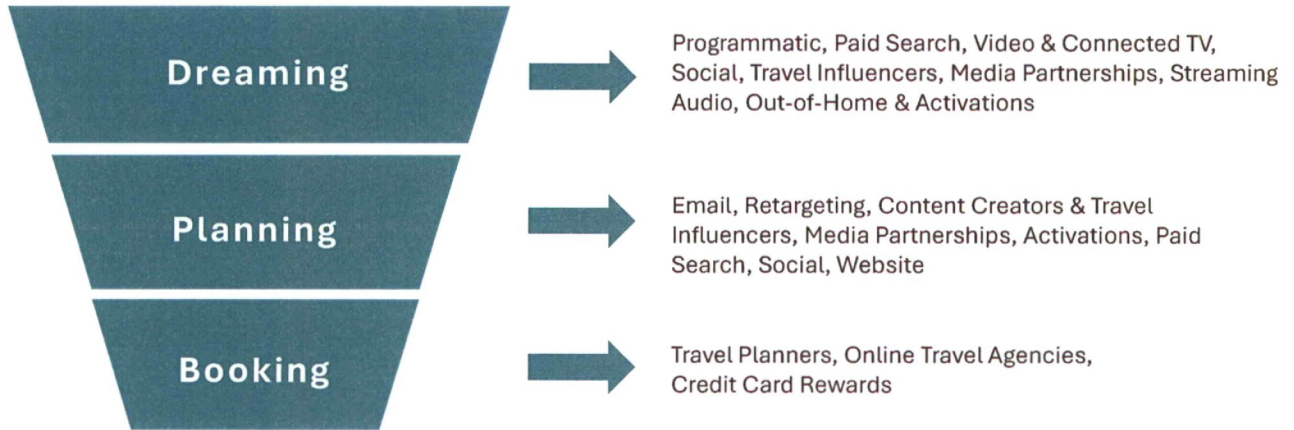 Dreaming
Programmatic, Paid Search, Video & Connected TV,
Social, Travel Influencers, Media Partnerships, Streaming
Audio, Out-of-Home & Activations
Planning
Email, Retargeting, Content Creators & Travel
Influencers, Media Partnerships, Activations, Paid
Search, Social, Website
Booking
Travel Planners, Online Travel Agencies,
Credit Card Rewards